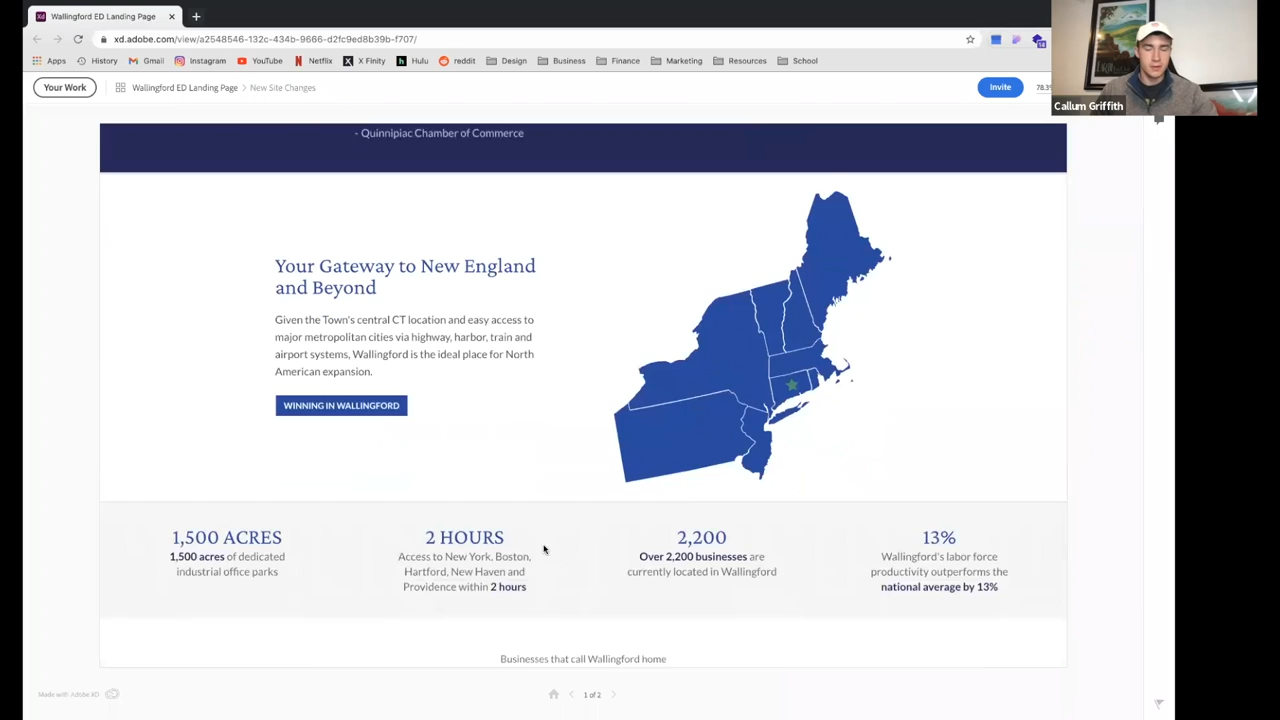 Wallingford ED Landing Page
xd.adobe.com/view/a2548546-132c-434b-9666-d2fc9ed8b39b-f707/
Apps History Gmail Instagram YouTube Netflix X Finity Hulu reddit Design Business Finance Marketing Resources School
Your Work Wallingford ED Landing Page > New Site Changes Invite
Callum Griffith
- Quinnipiac Chamber of Commerce
Your Gateway to New England
and Beyond
Given the Town's central CT location and easy access to
major metropolitan cities via highway, harbor, train and
airport systems, Wallingford is the ideal place for North
American expansion.
WINNING IN WALLINGFORD
1,500 ACRES
1,500 acres of dedicated
industrial office parks
2 HOURS
Access to New York, Boston,
Hartford, New Haven and
Providence within 2 hours
2,200
Over 2,200 businesses are
currently located in Wallingford
13%
Wallingford's labor force
productivity outperforms the
national average by 13%
Businesses that call Wallingford home
Made with Adobe XD
1 of 2